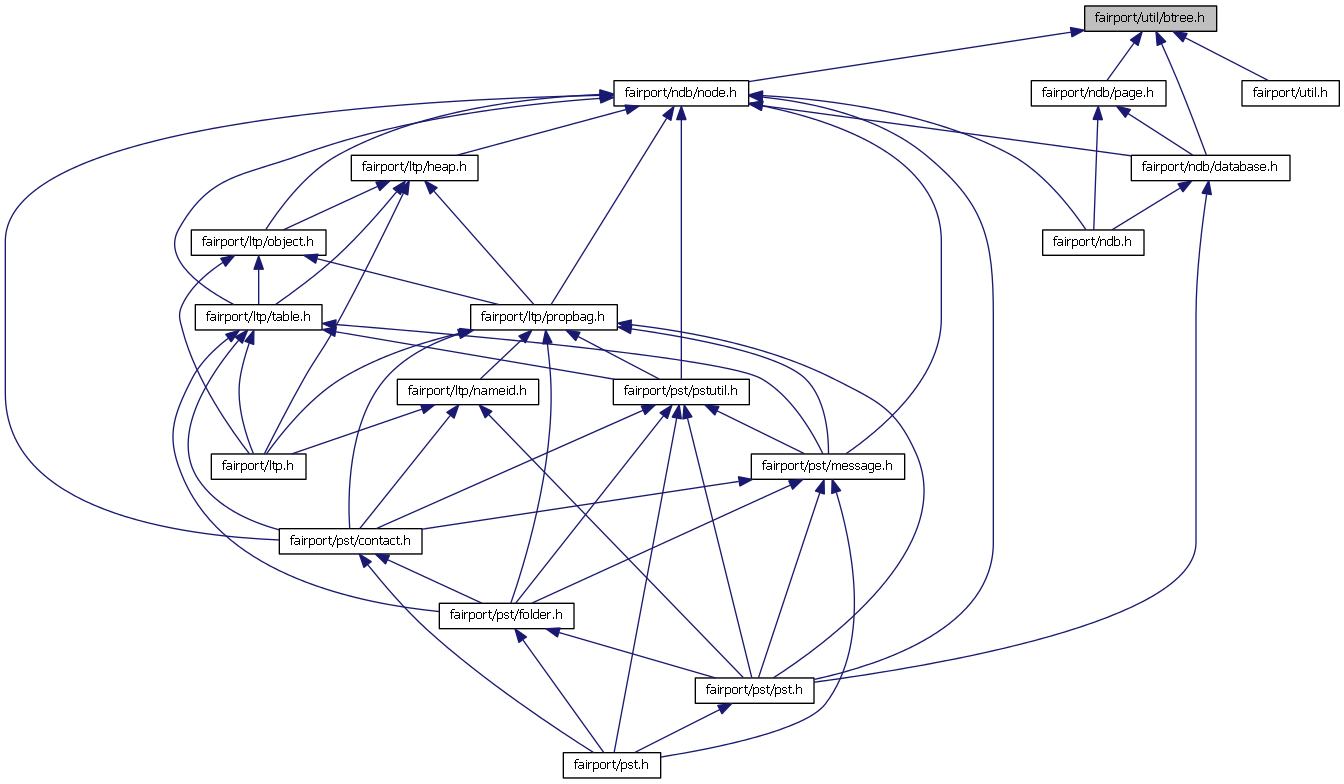 fairport/util/btree.h
fairport/ndb/node.h
fairport/ndb/page.h
fairport/util.h
fairport/ltp/heap.h
fairport/ndb/database.h
fairport/ltp/object.h
fairport/ndb.h
fairport/ltp/table.h
fairport/ltp/propbag.h
fairport/ltp/nameid.h
fairport/pst/pstutil.h
fairport/ltp.h
fairport/pst/message.h
fairport/pst/contact.h
fairport/pst/folder.h
fairport/pst/pst.h
fairport/pst.h